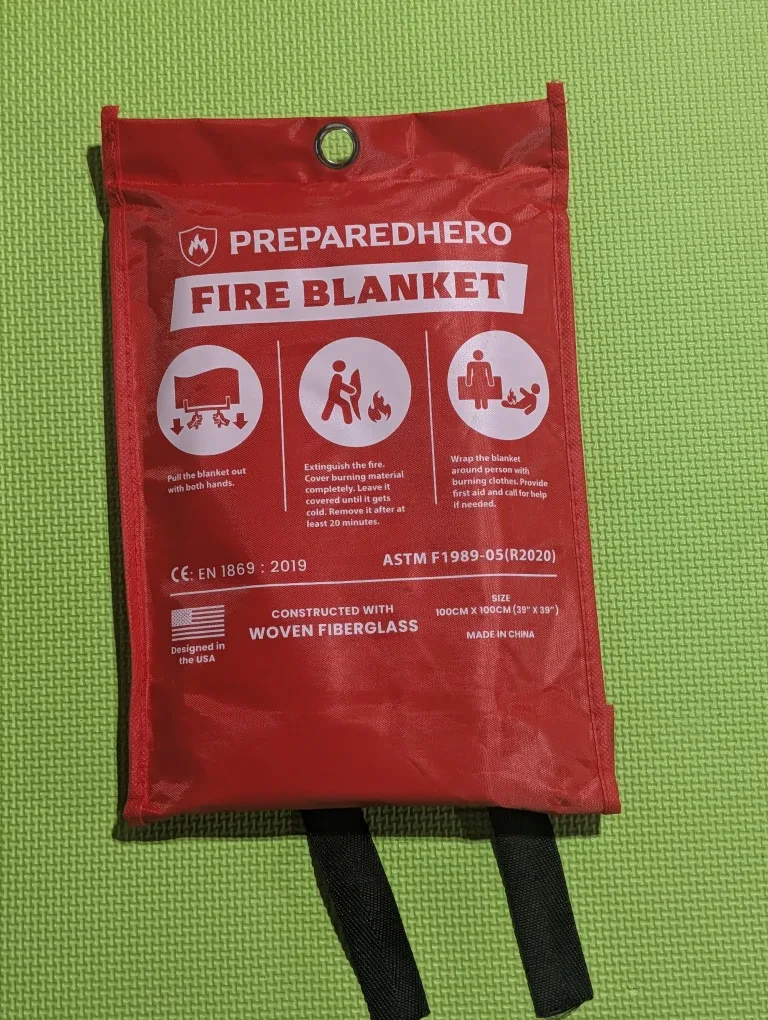 PREPAREDHERO
FIRE BLANKET
Pull the blanket out
with both hands.
Extinguish the fire.
Cover burning material
completely. Leave it
covered until it gets
cold. Remove it after at
least 20 minutes.
Wrap the blanket
around person with
burning clothes. Provide
first aid and call for help
if needed.
CE: EN 1869 : 2019
ASTM F1989-05(R2020)
Designed in
the USA
CONSTRUCTED WITH
WOVEN FIBERGLASS
SIZE
100CM X 100CM (39" X 39")
MADE IN CHINA